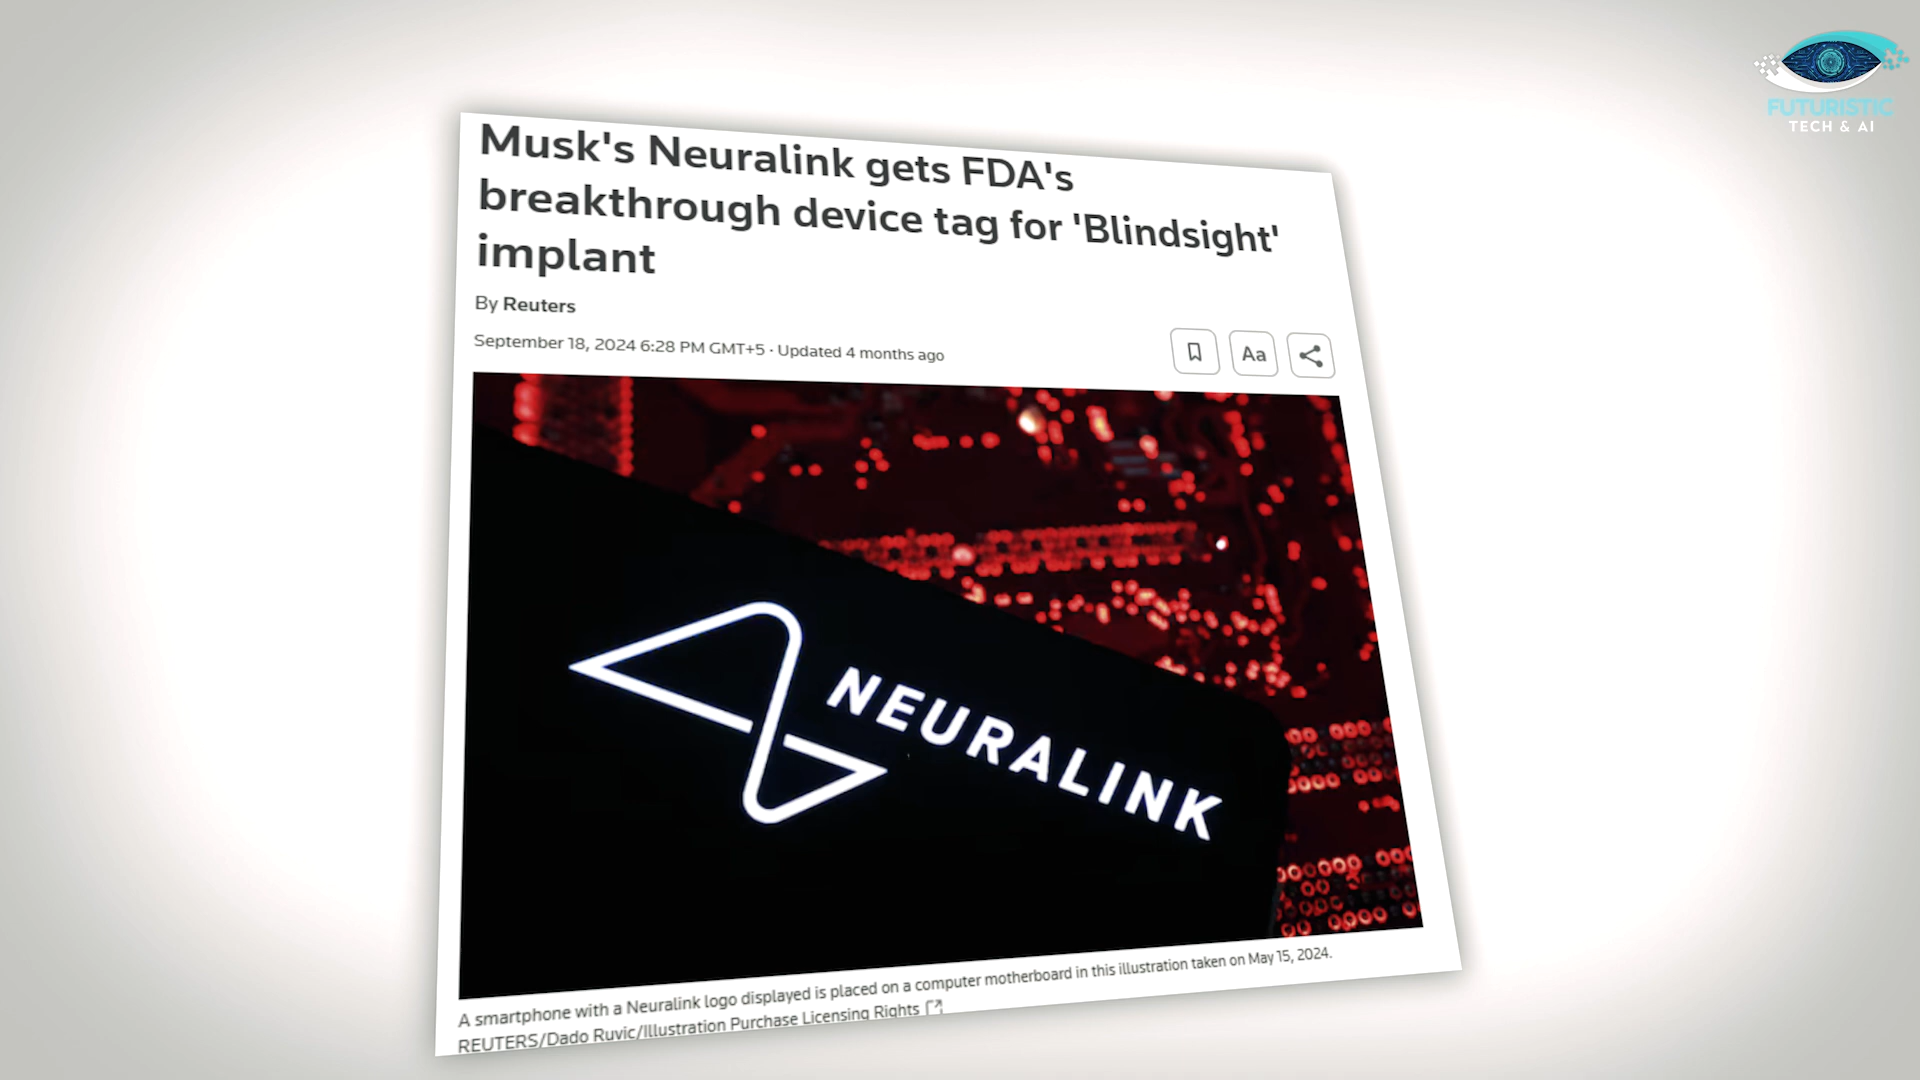 FUTURISTIC
TECH & AI
Musk's Neuralink gets FDA's
breakthrough device tag for 'Blindsight'
implant
By Reuters
September 18, 2024 6:28 PM GMT+5 · Updated 4 months ago
Aa
NEURALINK
A smartphone with a Neuralink logo displayed is placed on a computer motherboard in this illustration taken on May 15, 2024.
REUTERS/Dado Ruvic/Illustration Purchase Licensing Rights